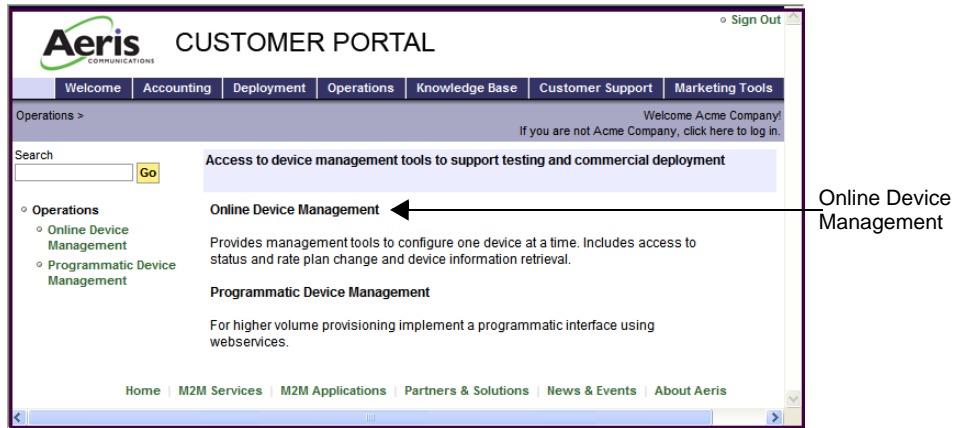 Sign Out
Aeris
COMMUNICATIONS
CUSTOMER PORTAL
Welcome Accounting Deployment Operations Knowledge Base Customer Support Marketing Tools
Operations >
Welcome Acme Company!
If you are not Acme Company, click here to log in.
Search
Go
Access to device management tools to support testing and commercial deployment
Operations
Online Device
Management
Programmatic Device
Management
Online Device Management
Provides management tools to configure one device at a time. Includes access to
status and rate plan change and device information retrieval.
Programmatic Device Management
For higher volume provisioning implement a programmatic interface using
webservices.
Online Device
Management
Home | M2M Services | M2M Applications | Partners & Solutions | News & Events | About Aeris